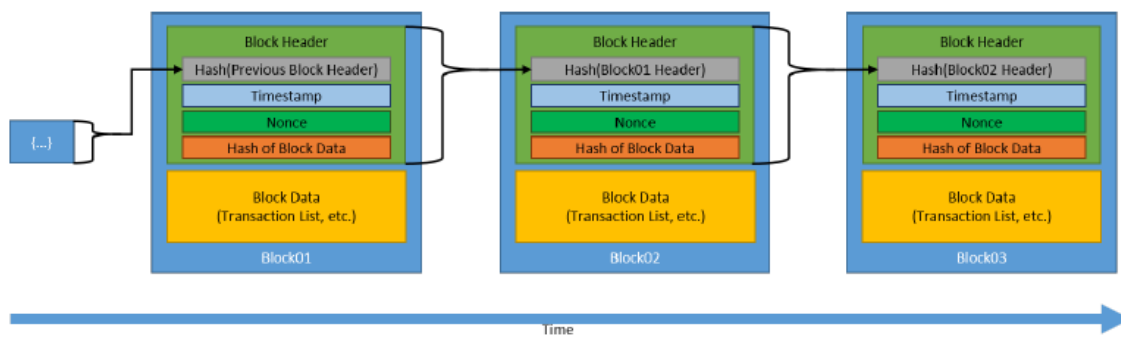 {...}
Block Header
Hash(Previous Block Header)
Timestamp
Nonce
Hash of Block Data
Block Data
(Transaction List, etc.)
Block01
Block Header
Hash(Block01 Header)
Timestamp
Nonce
Hash of Block Data
Block Data
(Transaction List, etc.)
Block02
Block Header
Hash(Block02 Header)
Timestamp
Nonce
Hash of Block Data
Block Data
(Transaction List, etc.)
Block03
Time